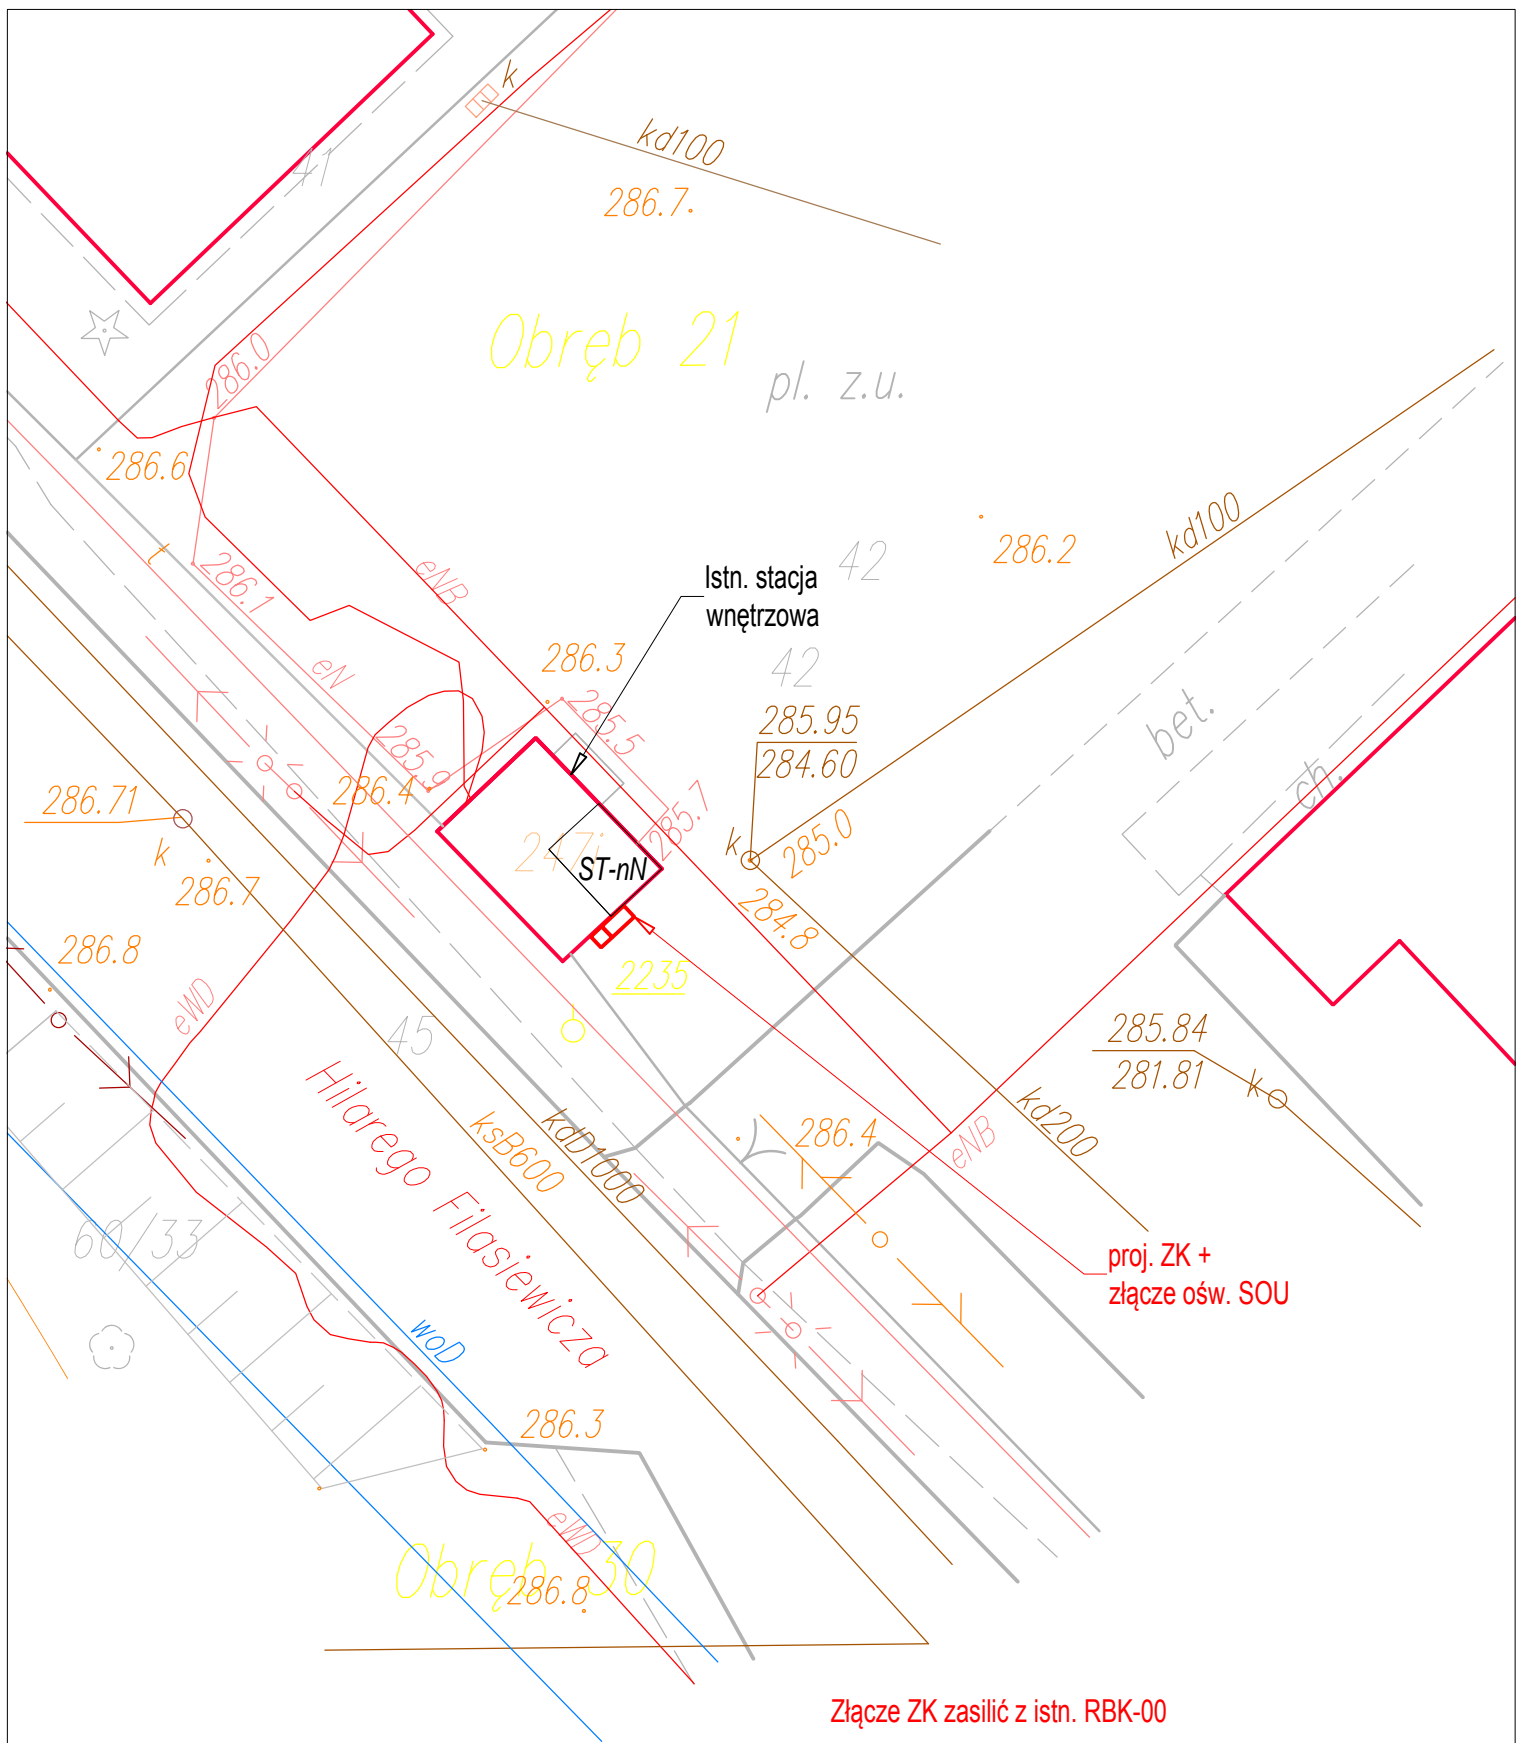 k
kd100
41
286.7
286.0
Obręb 21
pl. z.u.
286.6
kd100
t
286.1
eNB
Istn. stacja
wnętrzowa
42
286.2
eN
286.3
42
285.5
285.95
284.60
bet.
285.9
286.4
ch.
286.71
285.7
k
285.0
k
247i
ST-nN
286.7
284.8
286.8
2235
eWD
45
285.84
281.81
k
Hilarego Filasiewicza
ksB600
kdD1000
286.4
kd200
eNB
60/33
proj. ZK +
złącze ośw. SOU
woD
286.3
eWD
Obręb 30
286.8
Złącze ZK zasilić z istn. RBK-00